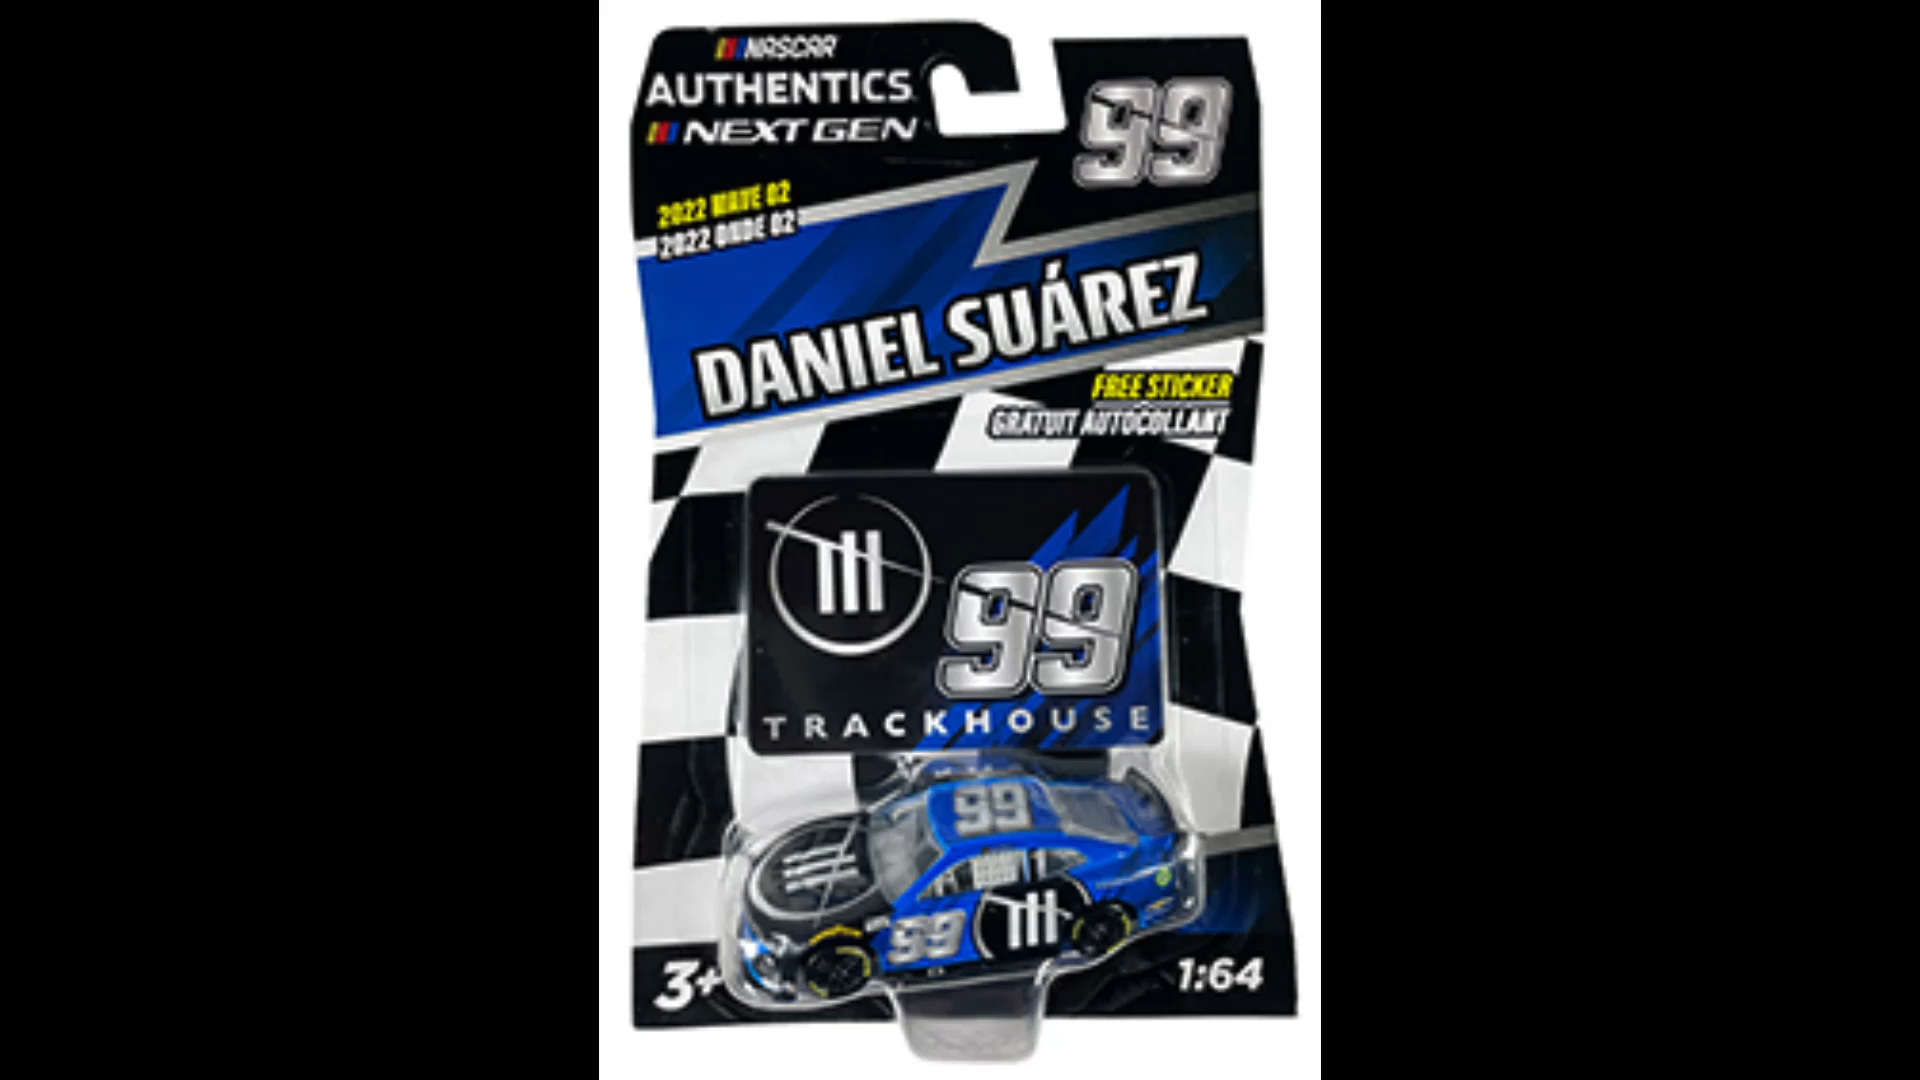 NASCAR
AUTHENTICS
NEXT GEN
99
2022 WAVE 02
2022 ONDE 02
DANIEL SUÁREZ
FREE STICKER
GRATUIT AUTOCOLLANT
99
TRACKHOUSE
99
99
3+
1:64